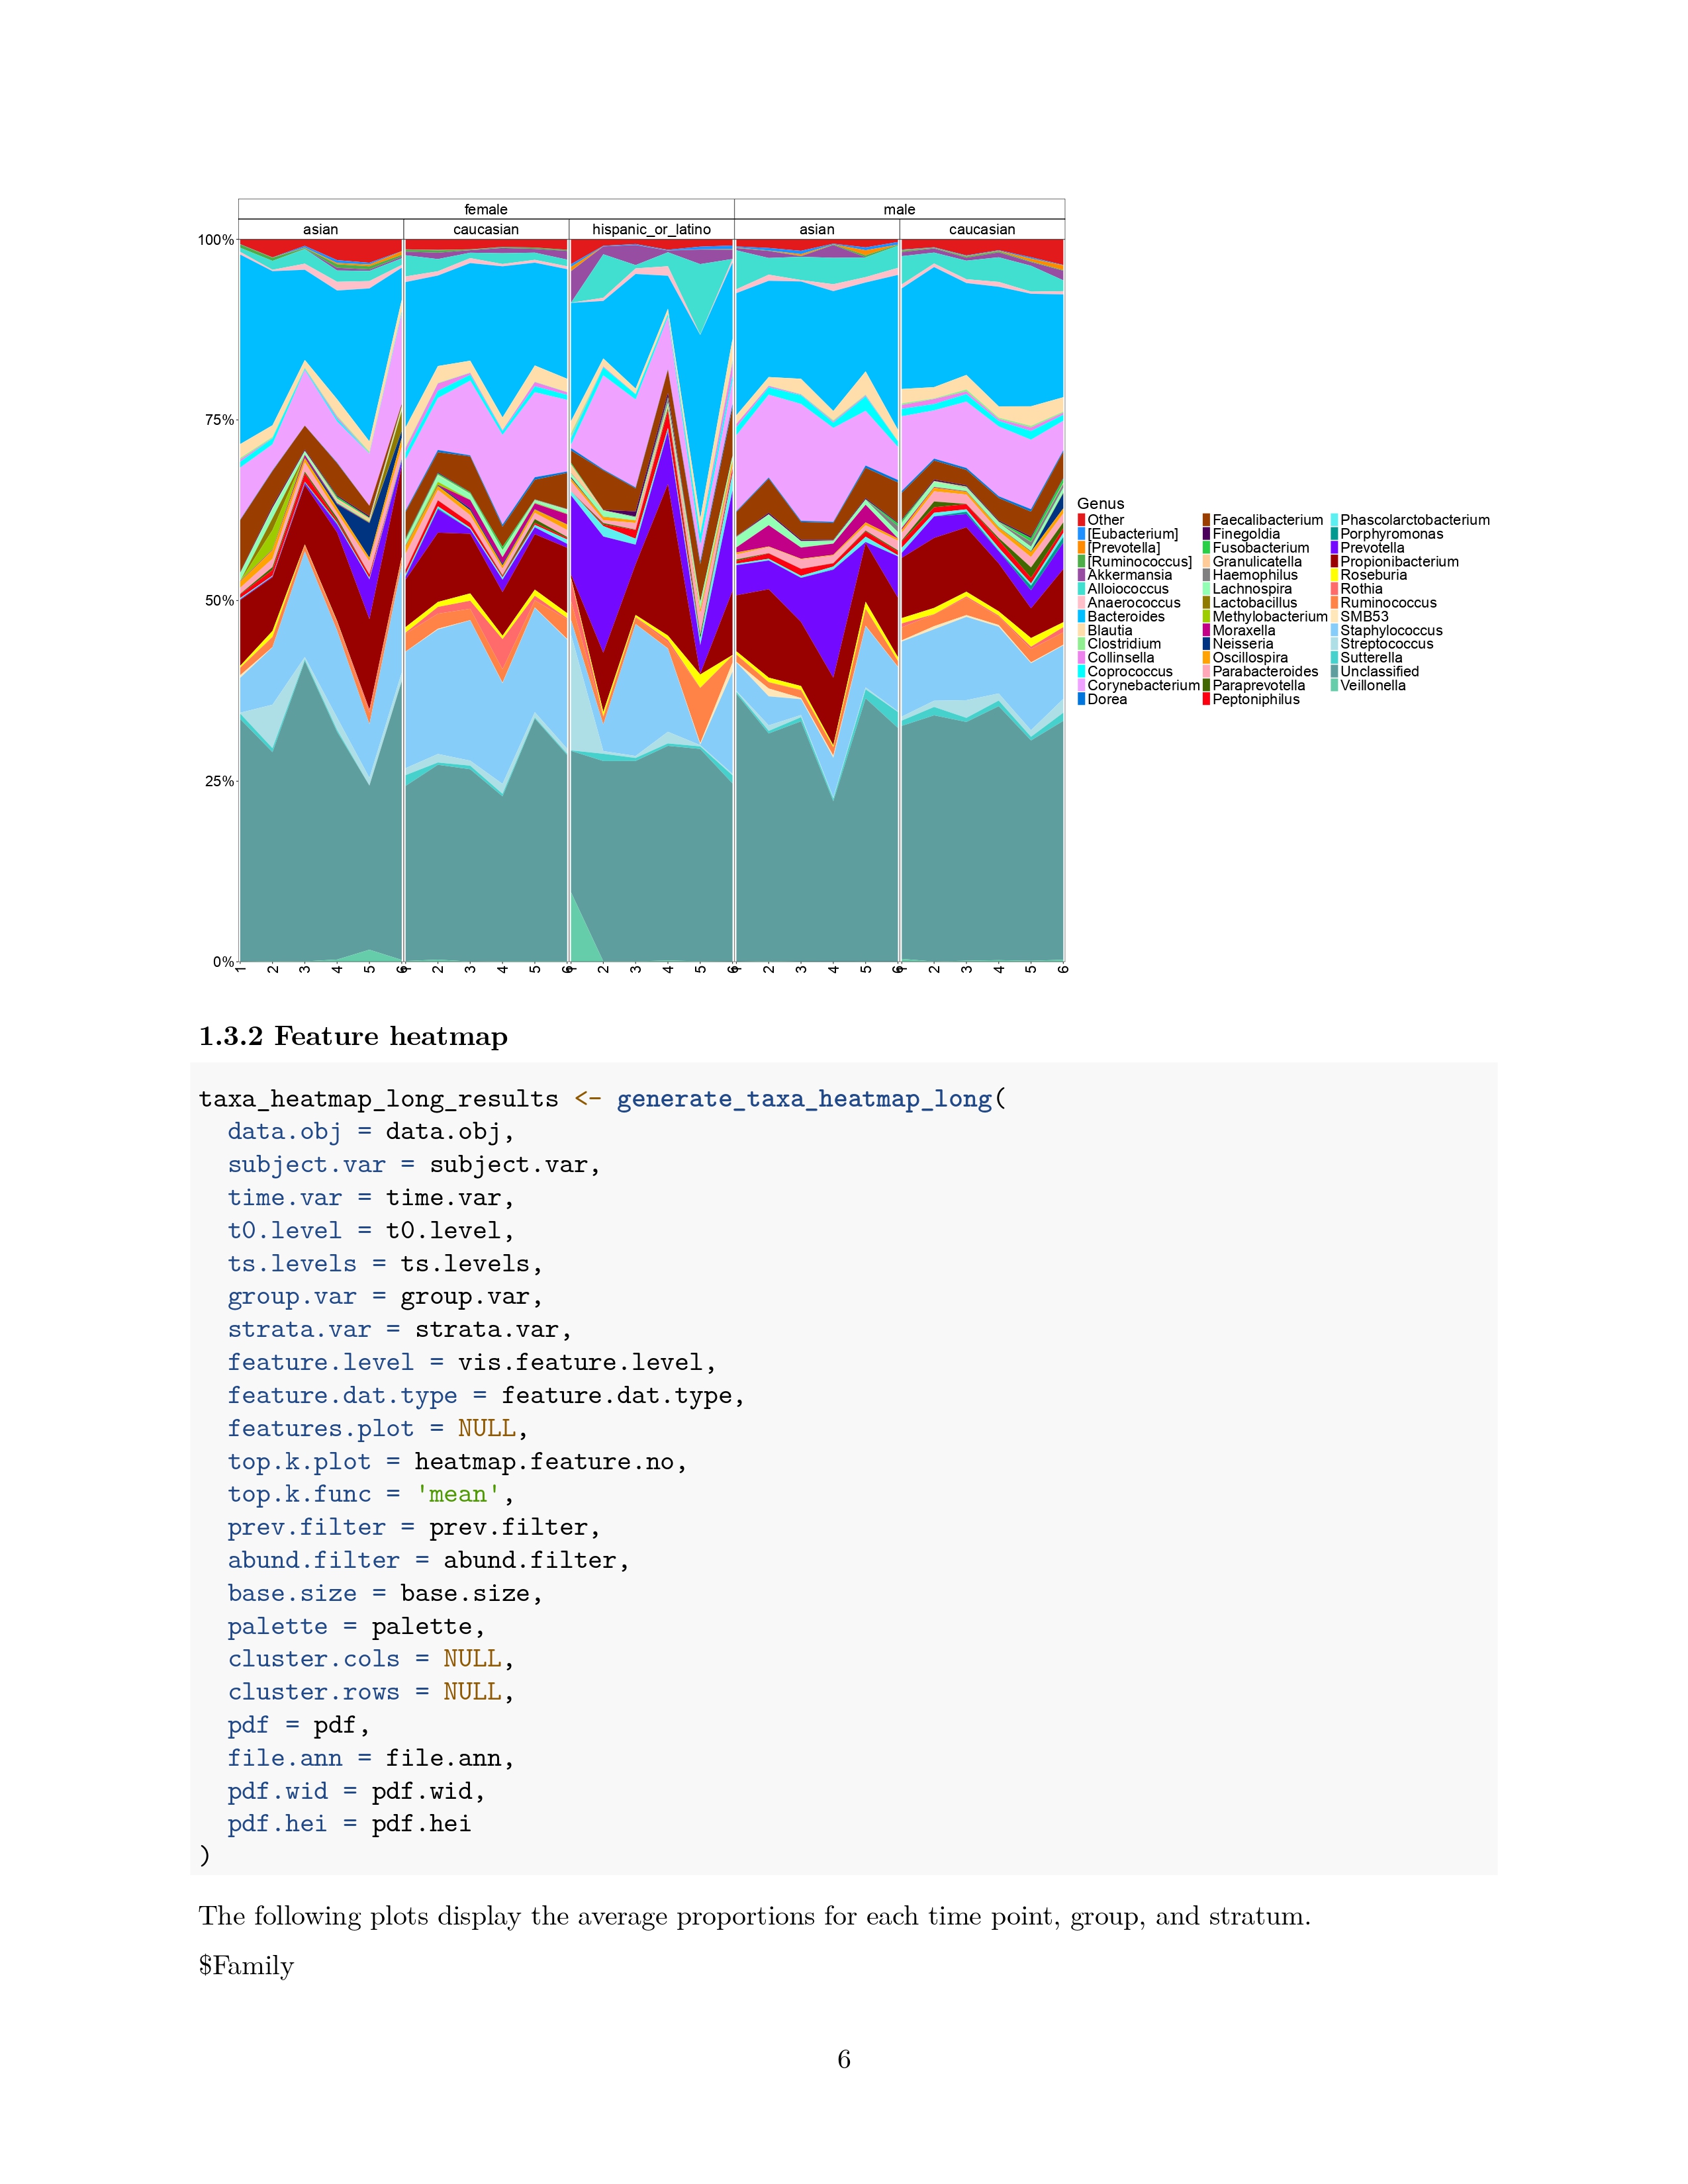 female
male
asian
caucasian
hispanic_or_latino
asian
caucasian
100%
75%
50%
25%
0%
1 2 3 4 5 6
1 2 3 4 5 6
1 2 3 4 5 6
1 2 3 4 5 6
1 2 3 4 5 6
Genus
Other
[Eubacterium]
[Prevotella]
[Ruminococcus]
Akkermansia
Alloiococcus
Anaerococcus
Bacteroides
Blautia
Clostridium
Collinsella
Coprococcus
Corynebacterium
Dorea
Faecalibacterium
Finegoldia
Fusobacterium
Granulicatella
Haemophilus
Lachnospira
Lactobacillus
Methylobacterium
Moraxella
Neisseria
Oscillospira
Parabacteroides
Paraprevotella
Peptoniphilus
Phascolarctobacterium
Porphyromonas
Prevotella
Propionibacterium
Roseburia
Rothia
Ruminococcus
SMB53
Staphylococcus
Streptococcus
Sutterella
Unclassified
Veillonella
1.3.2 Feature heatmap
taxa_heatmap_long_results <- generate_taxa_heatmap_long(
data.obj = data.obj,
subject.var = subject.var,
time.var = time.var,
t0.level = t0.level,
ts.levels = ts.levels,
group.var = group.var,
strata.var = strata.var,
feature.level = vis.feature.level,
feature.dat.type = feature.dat.type,
features.plot = NULL,
top.k.plot = heatmap.feature.no,
top.k.func = 'mean',
prev.filter = prev.filter,
abund.filter = abund.filter,
base.size = base.size,
palette = palette,
cluster.cols = NULL,
cluster.rows = NULL,
pdf = pdf,
file.ann = file.ann,
pdf.wid = pdf.wid,
pdf.hei = pdf.hei
)
The following plots display the average proportions for each time point, group, and stratum.
$Family
6